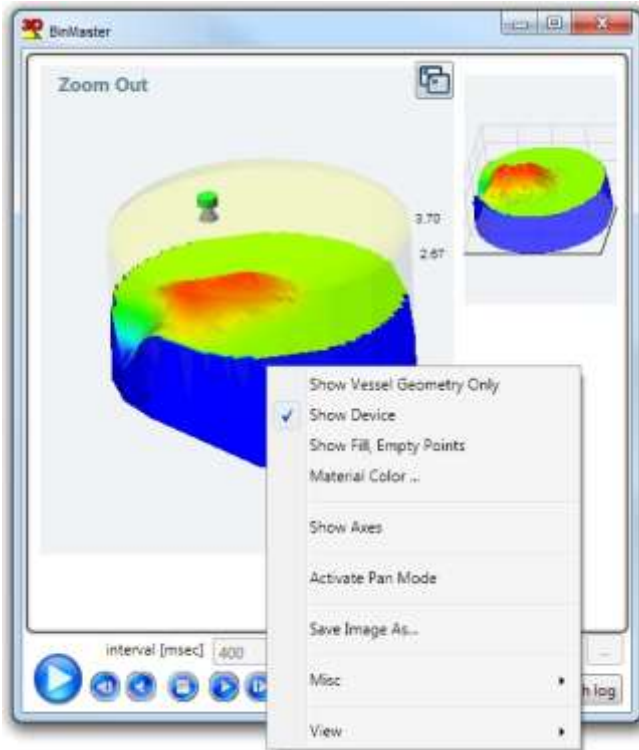 3D BinMaster
Zoom Out
3.70
2.67
Show Vessel Geometry Only
✓ Show Device
Show Fill, Empty Points
Material Color ...
Show Axes
Activate Pan Mode
Save Image As...
interval [msec] 400 ...
Misc
h log
View